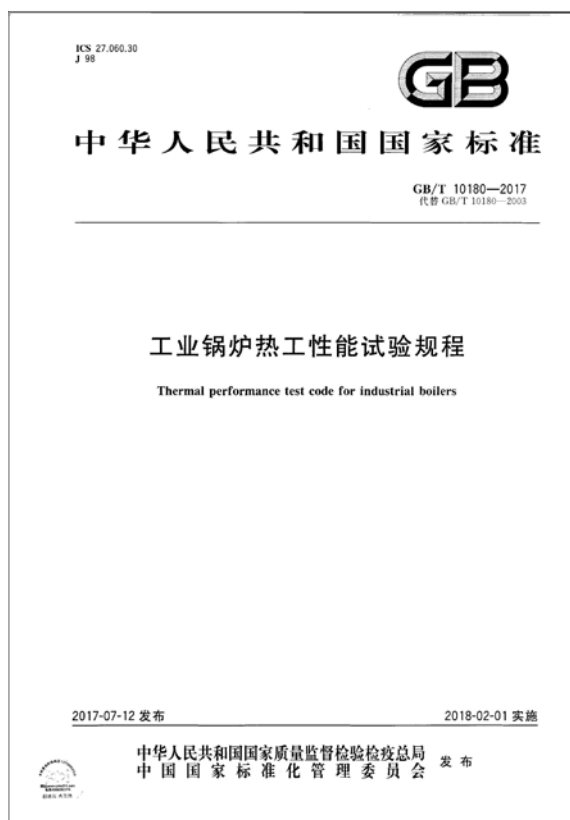 ICS 27.060.30
J 98
GB
中华人民共和国国家标准
GB/T 10180—2017
代替 GB/T 10180—2003
工业锅炉热工性能试验规程
Thermal performance test code for industrial boilers
2017-07-12 发布
2018-02-01 实施
中华人民共和国国家质量监督检验检疫总局
中国国家标准化管理委员会
发布